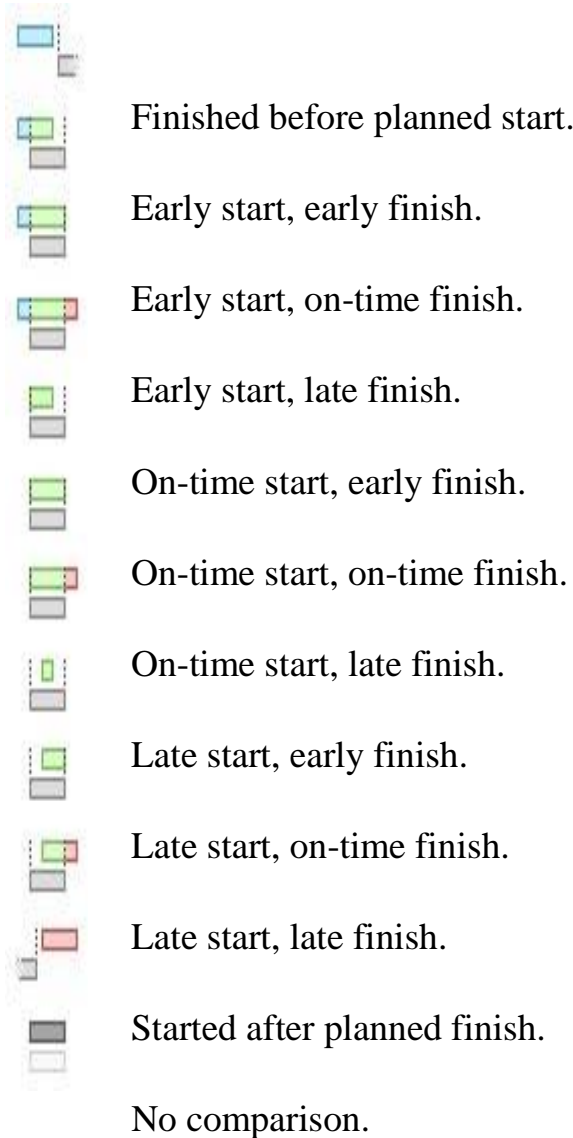 Finished before planned start.
Early start, early finish.
Early start, on-time finish.
Early start, late finish.
On-time start, early finish.
On-time start, on-time finish.
On-time start, late finish.
Late start, early finish.
Late start, on-time finish.
Late start, late finish.
Started after planned finish.
No comparison.